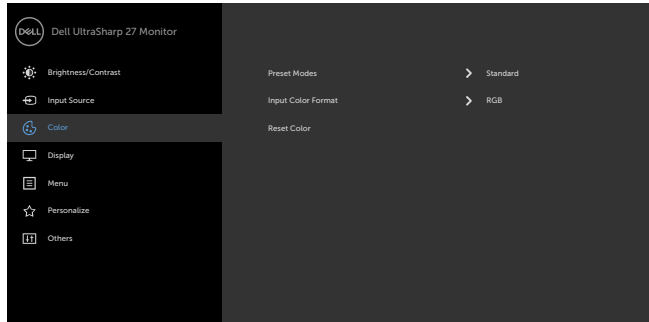 DELL Dell UltraSharp 27 Monitor
Brightness/Contrast
Preset Modes Standard
Input Source
Input Color Format RGB
Color
Reset Color
Display
Menu
Personalize
Others